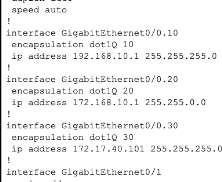 speed auto
!
interface GigabitEthernet0/0.10
encapsulation dot1Q 10
ip address 192.168.10.1 255.255.255.0
!
interface GigabitEthernet0/0.20
encapsulation dot1Q 20
ip address 172.168.10.1 255.255.0.0
!
interface GigabitEthernet0/0.30
encapsulation dot1Q 30
ip address 172.17.40.101 255.255.255.0
!
interface GigabitEthernet0/1